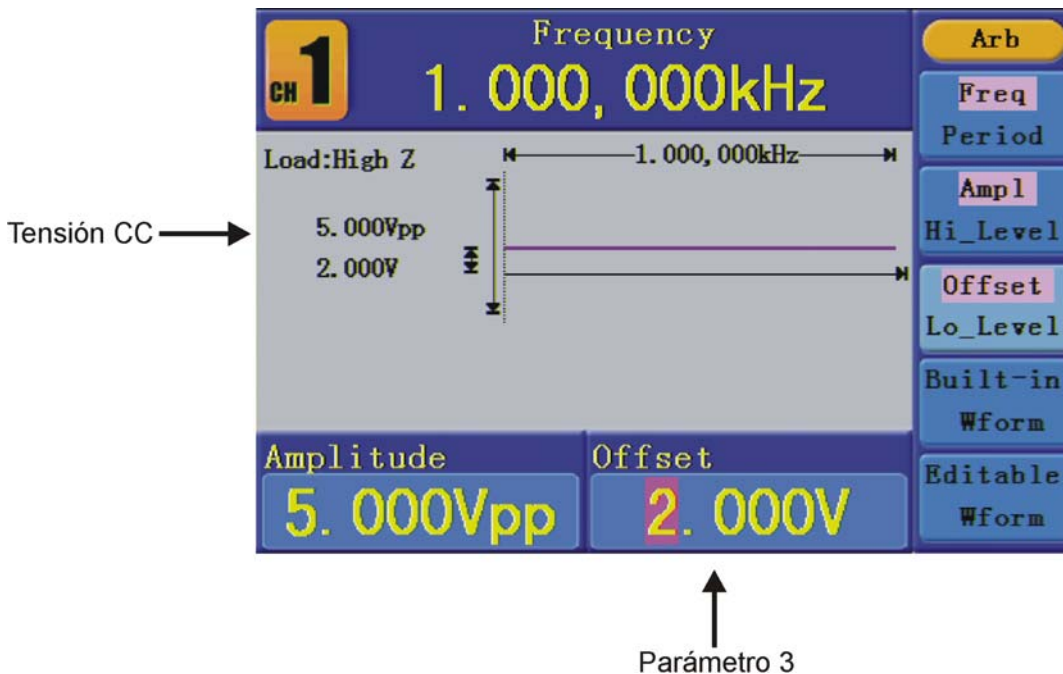 CH 1
Frequency
1.000,000kHz
Arb
Freq
Period
Load:High Z
1.000,000kHz
Ampl
Hi_Level
Tensión CC
5.000Vpp
2.000V
Offset
Lo_Level
Built-in
Wform
Amplitude
Offset
5.000Vpp
2.000V
Editable
Wform
Parámetro 3